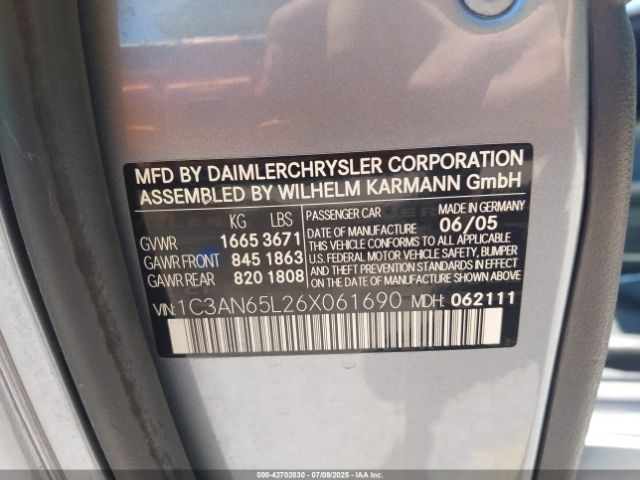 MFD BY DAIMLERCHRYSLER CORPORATION
ASSEMBLED BY WILHELM KARMANN GmbH
KG LBS
GVWR 1665 3671
GAWR FRONT 845 1863
GAWR REAR 820 1808
PASSENGER CAR MADE IN GERMANY
DATE OF MANUFACTURE 06/05
THIS VEHICLE CONFORMS TO ALL APPLICABLE
U.S. FEDERAL MOTOR VEHICLE SAFETY, BUMPER
AND THEFT PREVENTION STANDARDS IN EFFECT
ON THE DATE OF MANUFACTURE SHOWN ABOVE.
VIN: 1C3AN65L26X061690 MDH: 062111
000-42702830 | 07/09/2025 | IAAI.com